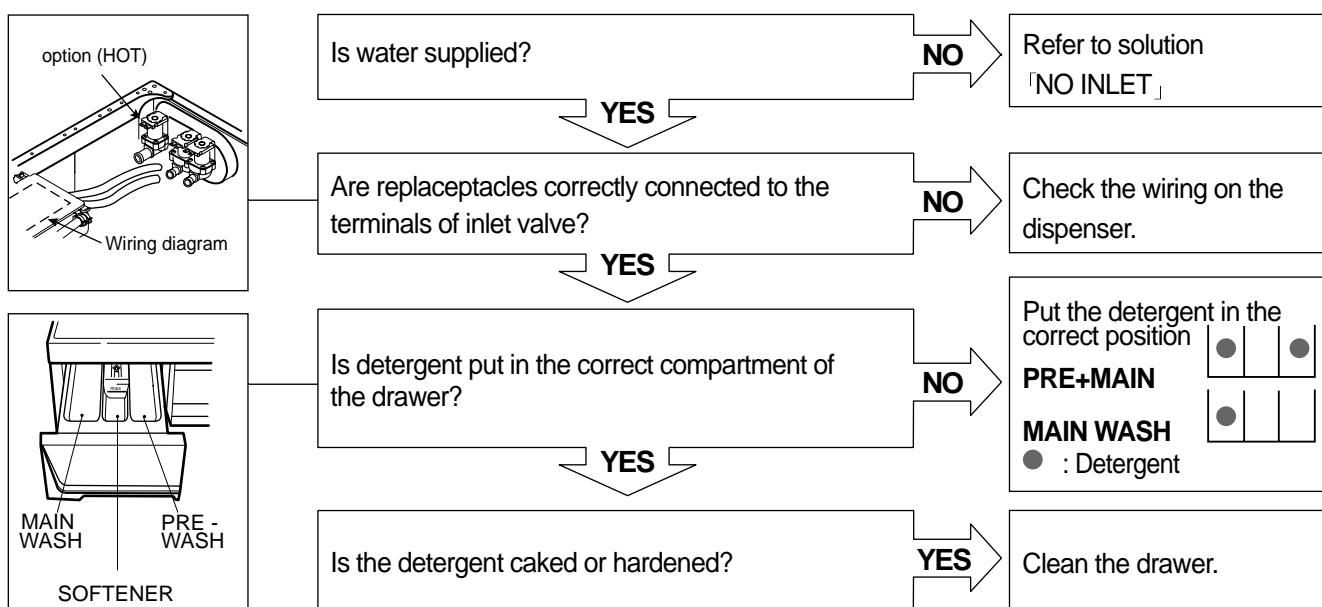 option (HOT)
Wiring diagram
Is water supplied?
NO
Refer to solution
「NO INLET」
YES
Are replaceptacles correctly connected to the
terminals of inlet valve?
NO
Check the wiring on the
dispenser.
YES
max
MAIN
WASH
PRE -
WASH
SOFTENER
Is detergent put in the correct compartment of
the drawer?
NO
Put the detergent in the
correct position
PRE+MAIN
MAIN WASH
: Detergent
YES
Is the detergent caked or hardened?
YES
Clean the drawer.